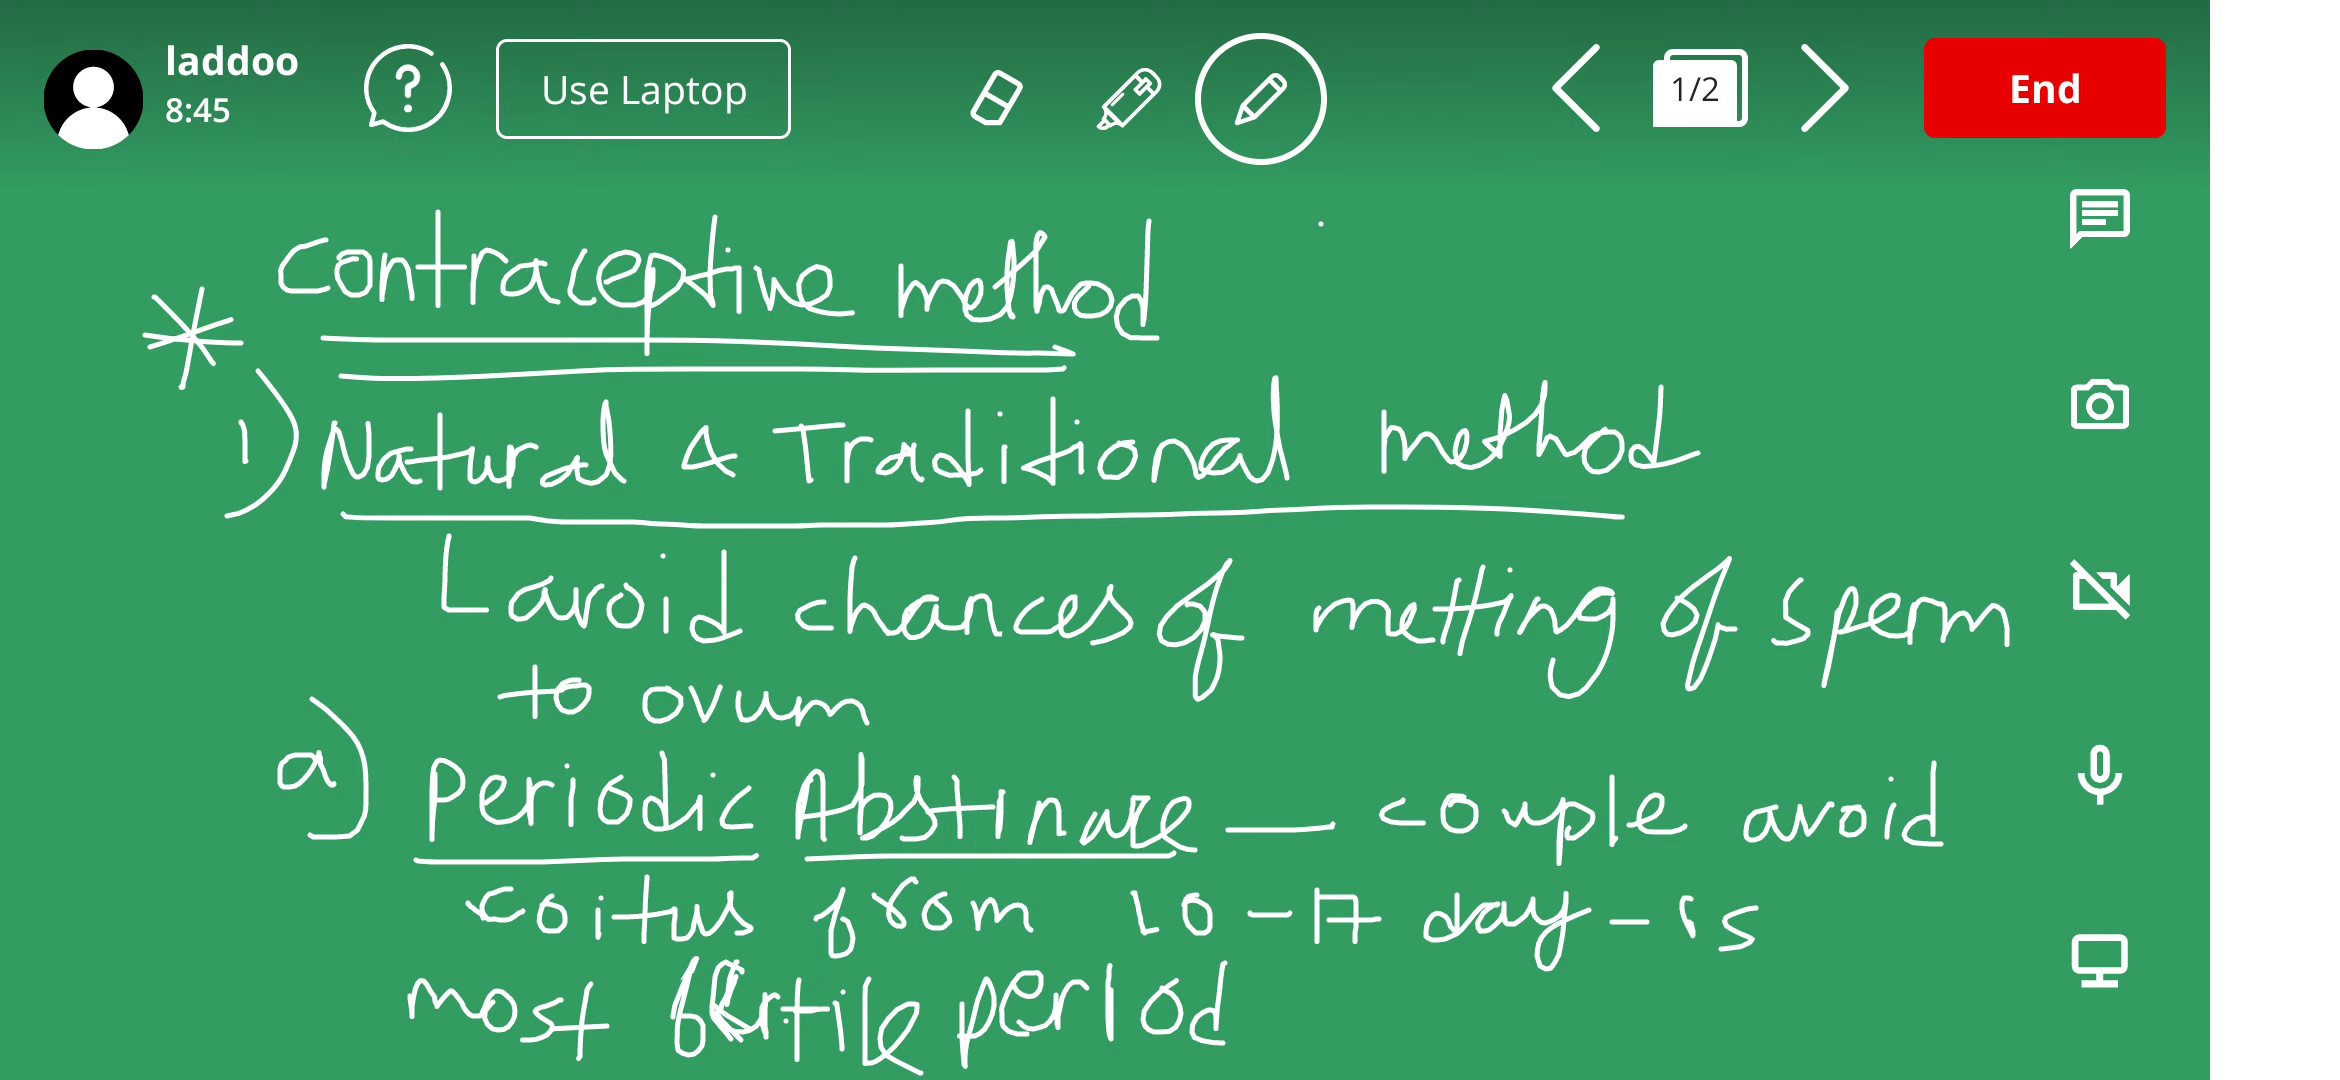 laddoo
8:45
?
Use Laptop
1/2
End
* Contraceptive method
1) Natural & Traditional method
avoid chances of metting of sperm
to ovum
a) Periodic Abstinance — couple avoid
coitus from 10 - 17 day - is
most fertile period